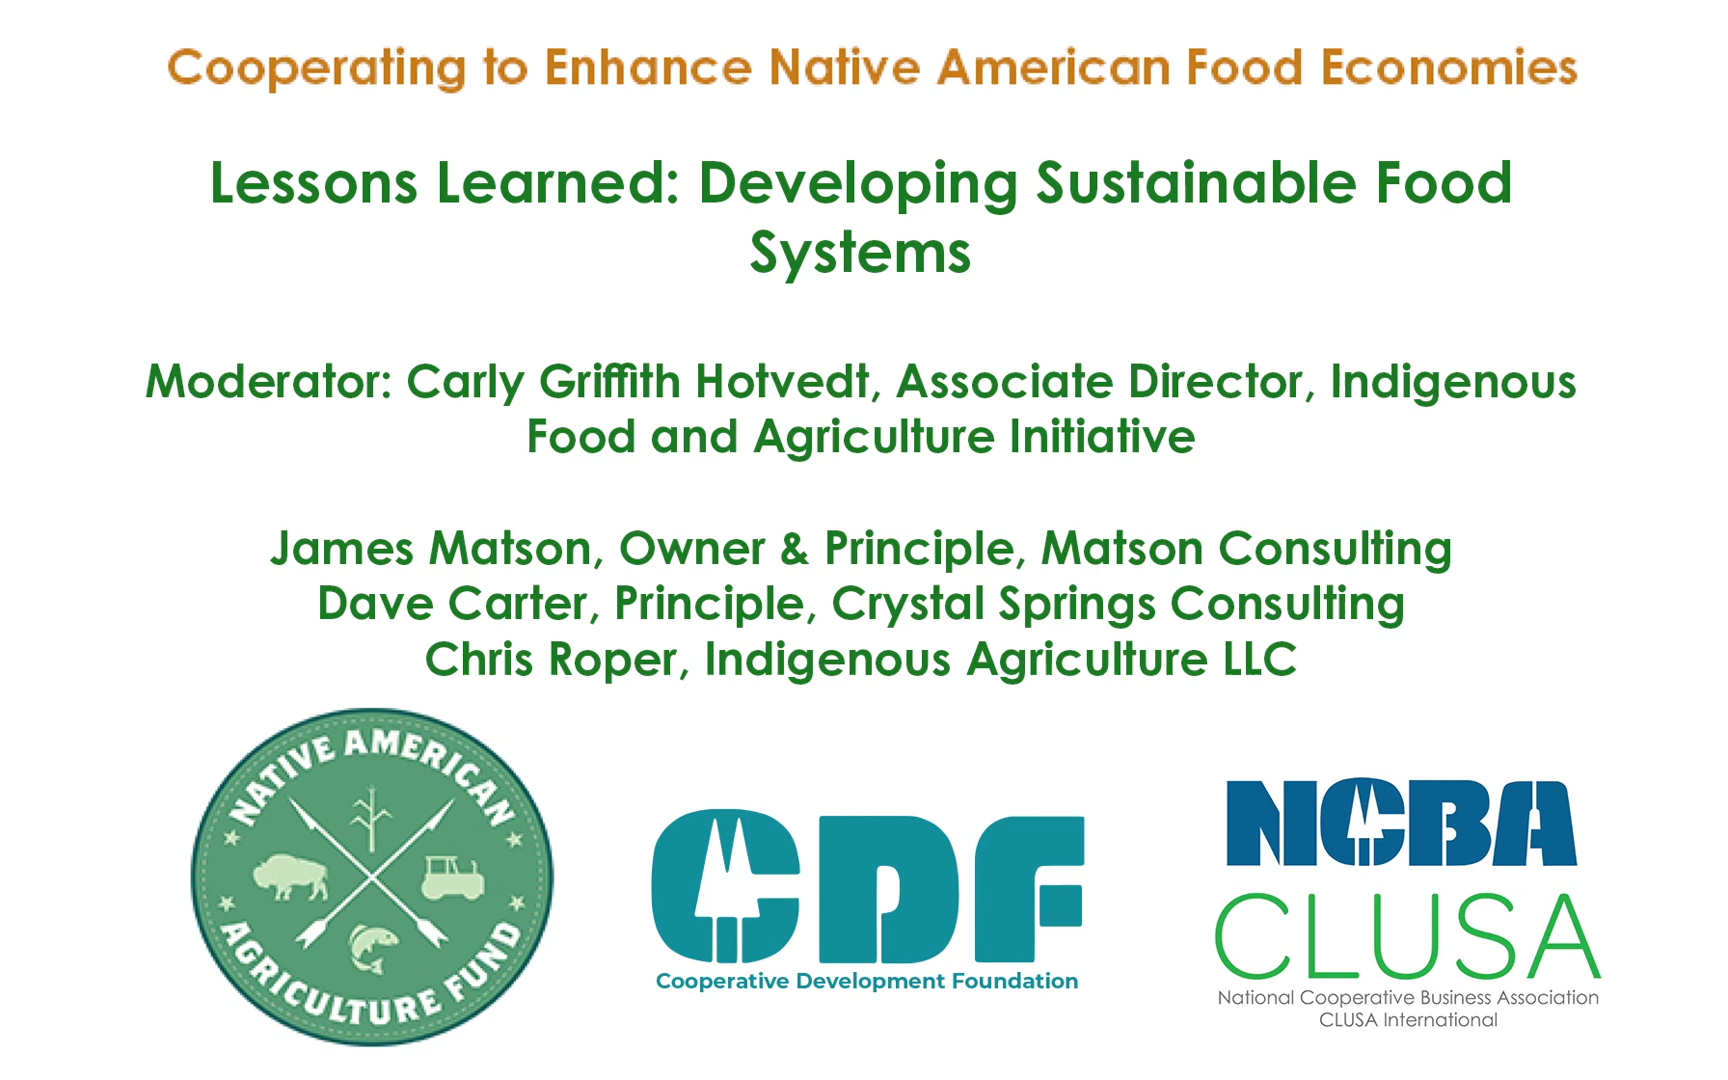 Cooperating to Enhance Native American Food Economies
Lessons Learned: Developing Sustainable Food
Systems
Moderator: Carly Griffith Hotvedt, Associate Director, Indigenous
Food and Agriculture Initiative
James Matson, Owner & Principle, Matson Consulting
Dave Carter, Principle, Crystal Springs Consulting
Chris Roper, Indigenous Agriculture LLC
NATIVE AMERICAN
AGRICULTURE FUND
CDF
Cooperative Development Foundation
NCBA
CLUSA
National Cooperative Business Association
CLUSA International